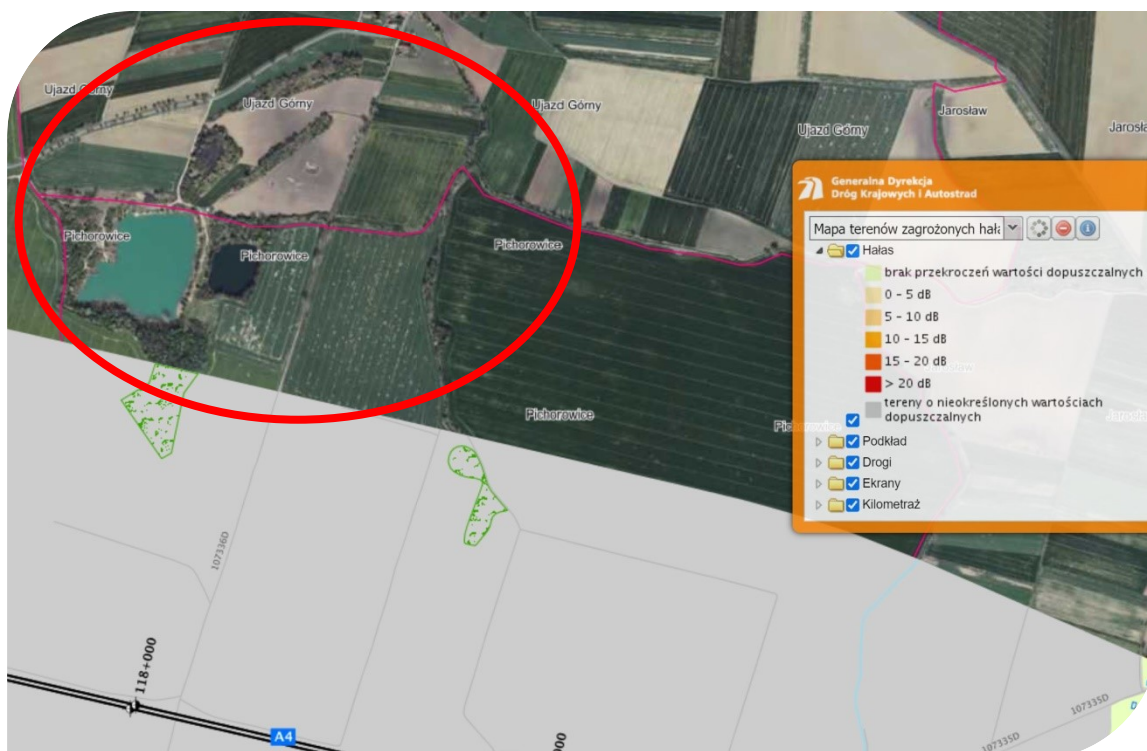 Ujazd Górny
Ujazd Górny
Ujazd Górny
Ujazd Górny
Jarosław
Pichorowice
Pichorowice
Pichorowice
Pichorowice
Generalna Dyrekcja
Dróg Krajowych i Autostrad
Mapa terenów zagrożonych hała
Hałas
brak przekroczeń wartości dopuszczalnych
0 – 5 dB
5 – 10 dB
10 – 15 dB
15 – 20 dB
> 20 dB
tereny o nieokreślonych wartościach
dopuszczalnych
Podkład
Drogi
Ekrany
Kilometraż
107336D
118+000
A4
107335D
107335D